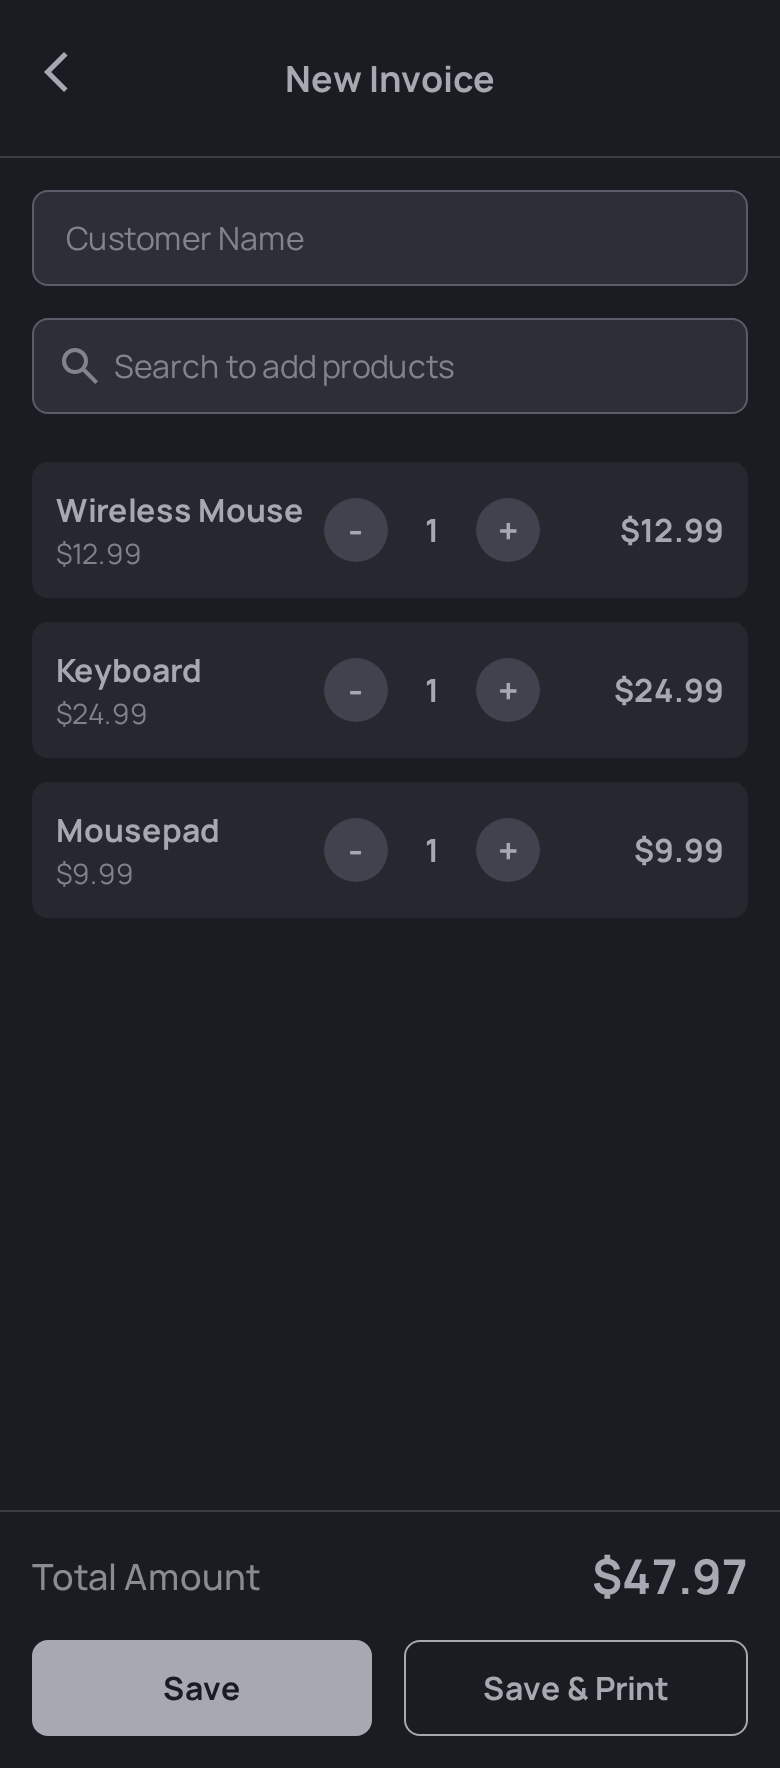 New Invoice
Customer Name
Search to add products
Wireless Mouse
$12.99
- 1 + $12.99
Keyboard
$24.99
- 1 + $24.99
Mousepad
$9.99
- 1 + $9.99
Total Amount $47.97
Save Save & Print